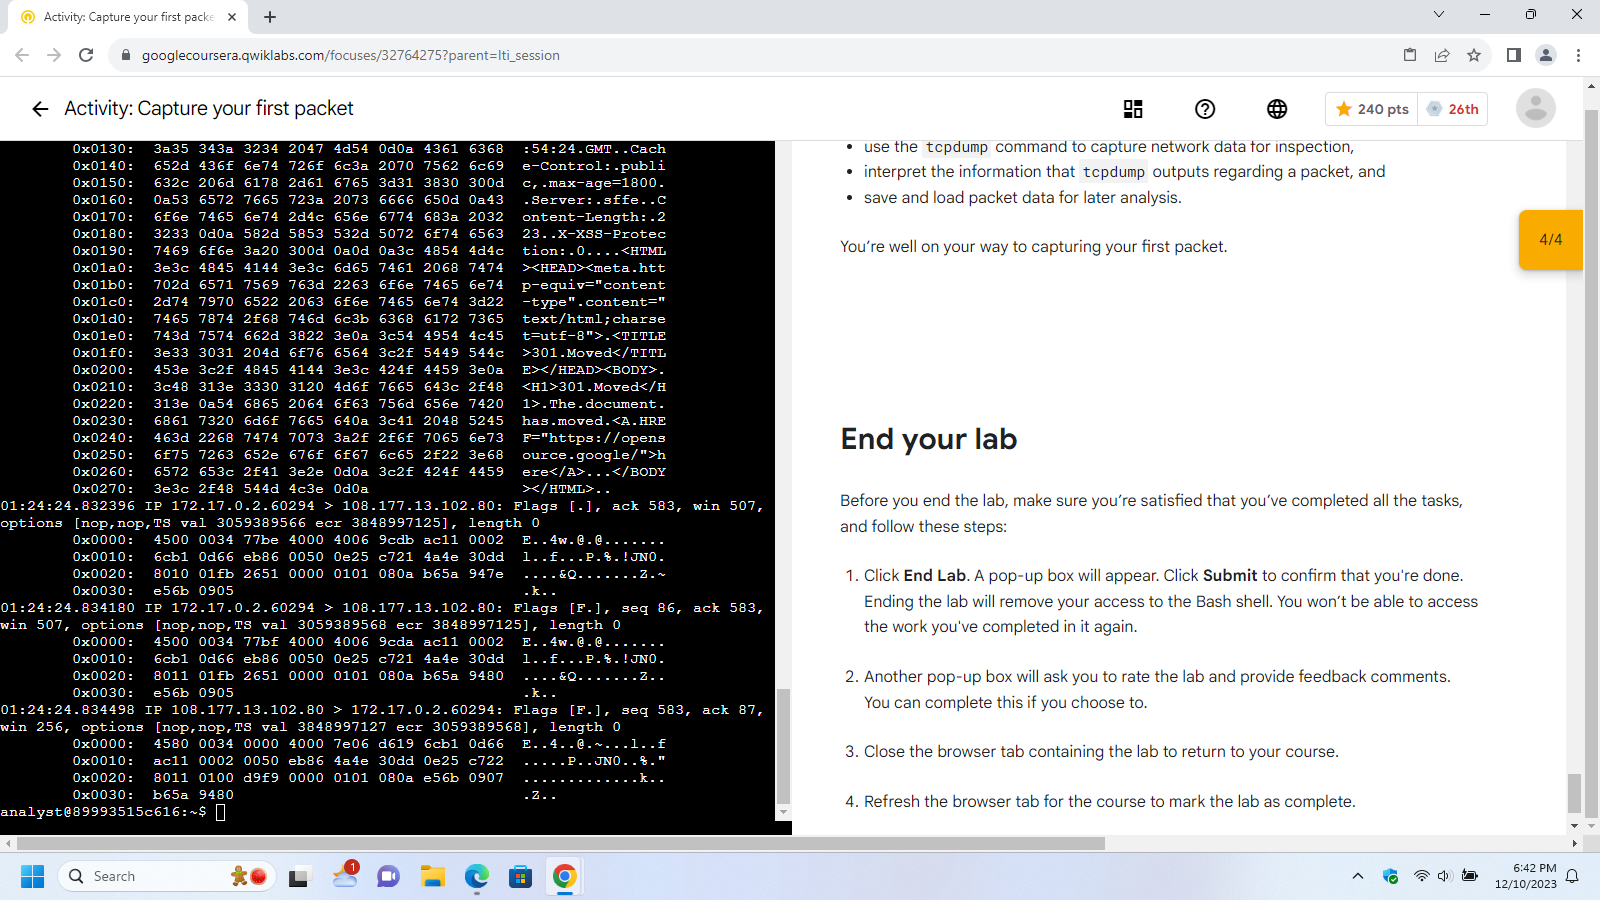 Activity: Capture your first packe
googlecoursera.qwiklabs.com/focuses/32764275?parent=lti_session
Activity: Capture your first packet
240 pts
26th
0x0130: 3a35 343a 3234 2047 4d54 0d0a 4361 6368 :54:24.GMT..Cach
0x0140: 652d 436f 6e74 726f 6c3a 2070 7562 6c69 e-Control:.publi
0x0150: 632c 206d 6178 2d61 6765 3d31 3830 300d c,.max-age=1800.
0x0160: 0a53 6572 7665 723a 2073 6666 650d 0a43 .Server:.sffe..C
0x0170: 6f6e 7465 6e74 2d4c 656e 6774 683a 2032 ontent-Length:.2
0x0180: 3233 0d0a 582d 5853 532d 5072 6f74 6563 23..X-XSS-Protec
0x0190: 7469 6f6e 3a20 300d 0a0d 0a3c 4854 4d4c tion:.0....<HTML
0x01a0: 3e3c 4845 4144 3e3c 6d65 7461 2068 7474 ><HEAD><meta.htt
0x01b0: 702d 6571 7569 763d 2263 6f6e 7465 6e74 p-equiv="content
0x01c0: 2d74 7970 6522 2063 6f6e 7465 6e74 3d22 -type".content="
0x01d0: 7465 7874 2f68 746d 6c3b 6368 6172 7365 text/html;charse
0x01e0: 743d 7574 662d 3822 3e0a 3c54 4954 4c45 t=utf-8">.<TITLE
0x01f0: 3e33 3031 204d 6f76 6564 3c2f 5449 544c >301.Moved</TITL
0x0200: 453e 3c2f 4845 4144 3e3c 424f 4459 3e0a E></HEAD><BODY>.
0x0210: 3c48 313e 3330 3120 4d6f 7665 643c 2f48 <H1>301.Moved</H
0x0220: 313e 0a54 6865 2064 6f63 756d 656e 7420 1>.The.document.
0x0230: 6861 7320 6d6f 7665 640a 3c41 2048 5245 has.moved.<A.HRE
0x0240: 463d 2268 7474 7073 3a2f 2f6f 7065 6e73 F="https://opens
0x0250: 6f75 7263 652e 676f 6f67 6c65 2f22 3e68 ource.google/">h
0x0260: 6572 653c 2f41 3e2e 0d0a 3c2f 424f 4459 ere</A>...</BODY
0x0270: 3e3c 2f48 544d 4c3e 0d0a ></HTML>..
01:24:24.832396 IP 172.17.0.2.60294 > 108.177.13.102.80: Flags [.], ack 583, win 507,
options [nop,nop,TS val 3059389566 ecr 3848997125], length 0
0x0000: 4500 0034 77be 4000 4006 9cdb ac11 0002 E..4w.@.@.......
0x0010: 6cb1 0d66 eb86 0050 0e25 c721 4a4e 30dd l..f...P.%.!JN0.
0x0020: 8010 01fb 2651 0000 0101 080a b65a 947e ....&Q.......Z.~
0x0030: e56b 0905 .k..
01:24:24.834180 IP 172.17.0.2.60294 > 108.177.13.102.80: Flags [F.], seq 86, ack 583,
win 507, options [nop,nop,TS val 3059389568 ecr 3848997125], length 0
0x0000: 4500 0034 77bf 4000 4006 9cda ac11 0002 E..4w.@.@.......
0x0010: 6cb1 0d66 eb86 0050 0e25 c721 4a4e 30dd l..f...P.%.!JN0.
0x0020: 8011 01fb 2651 0000 0101 080a b65a 9480 ....&Q.......Z..
0x0030: e56b 0905 .k..
01:24:24.834498 IP 108.177.13.102.80 > 172.17.0.2.60294: Flags [F.], seq 583, ack 87,
win 256, options [nop,nop,TS val 3848997127 ecr 3059389568], length 0
0x0000: 4580 0034 0000 4000 7e06 d619 6cb1 0d66 E..4..@.~...l..f
0x0010: ac11 0002 0050 eb86 4a4e 30dd 0e25 c722 .....P..JN0..%."
0x0020: 8011 0100 d9f9 0000 0101 080a e56b 0907 .............k..
0x0030: b65a 9480 .Z..
analyst@89993515c616:~$
• use the tcpdump command to capture network data for inspection,
• interpret the information that tcpdump outputs regarding a packet, and
• save and load packet data for later analysis.
You’re well on your way to capturing your first packet.
4/4
End your lab
Before you end the lab, make sure you’re satisfied that you’ve completed all the tasks,
and follow these steps:
1. Click End Lab. A pop-up box will appear. Click Submit to confirm that you're done.
Ending the lab will remove your access to the Bash shell. You won’t be able to access
the work you've completed in it again.
2. Another pop-up box will ask you to rate the lab and provide feedback comments.
You can complete this if you choose to.
3. Close the browser tab containing the lab to return to your course.
4. Refresh the browser tab for the course to mark the lab as complete.
Search
1
6:42 PM
12/10/2023